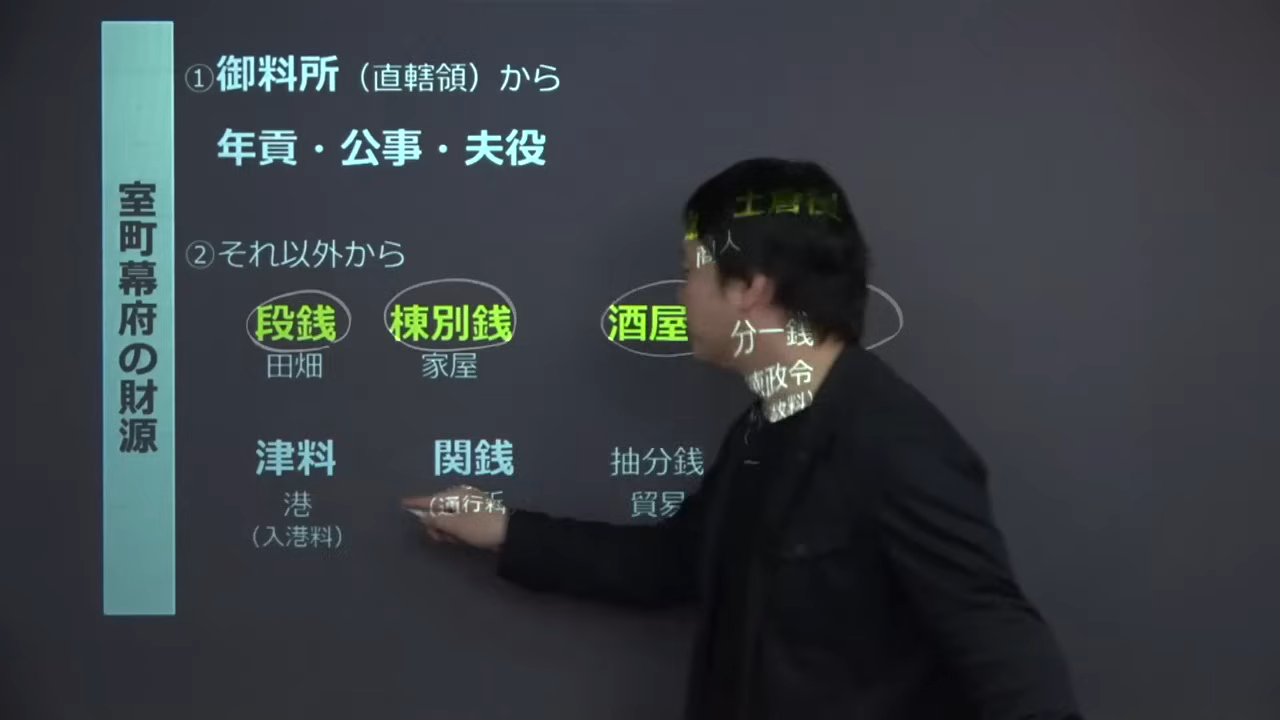 室町幕府の財源
①御料所（直轄領）から
年貢・公事・夫役
②それ以外から
段銭 棟別銭 酒屋 土倉役
田畑 家屋 商人
津料 関銭 抽分銭 分一銭
港 (通行料 貿易 徳政令
（入港料）